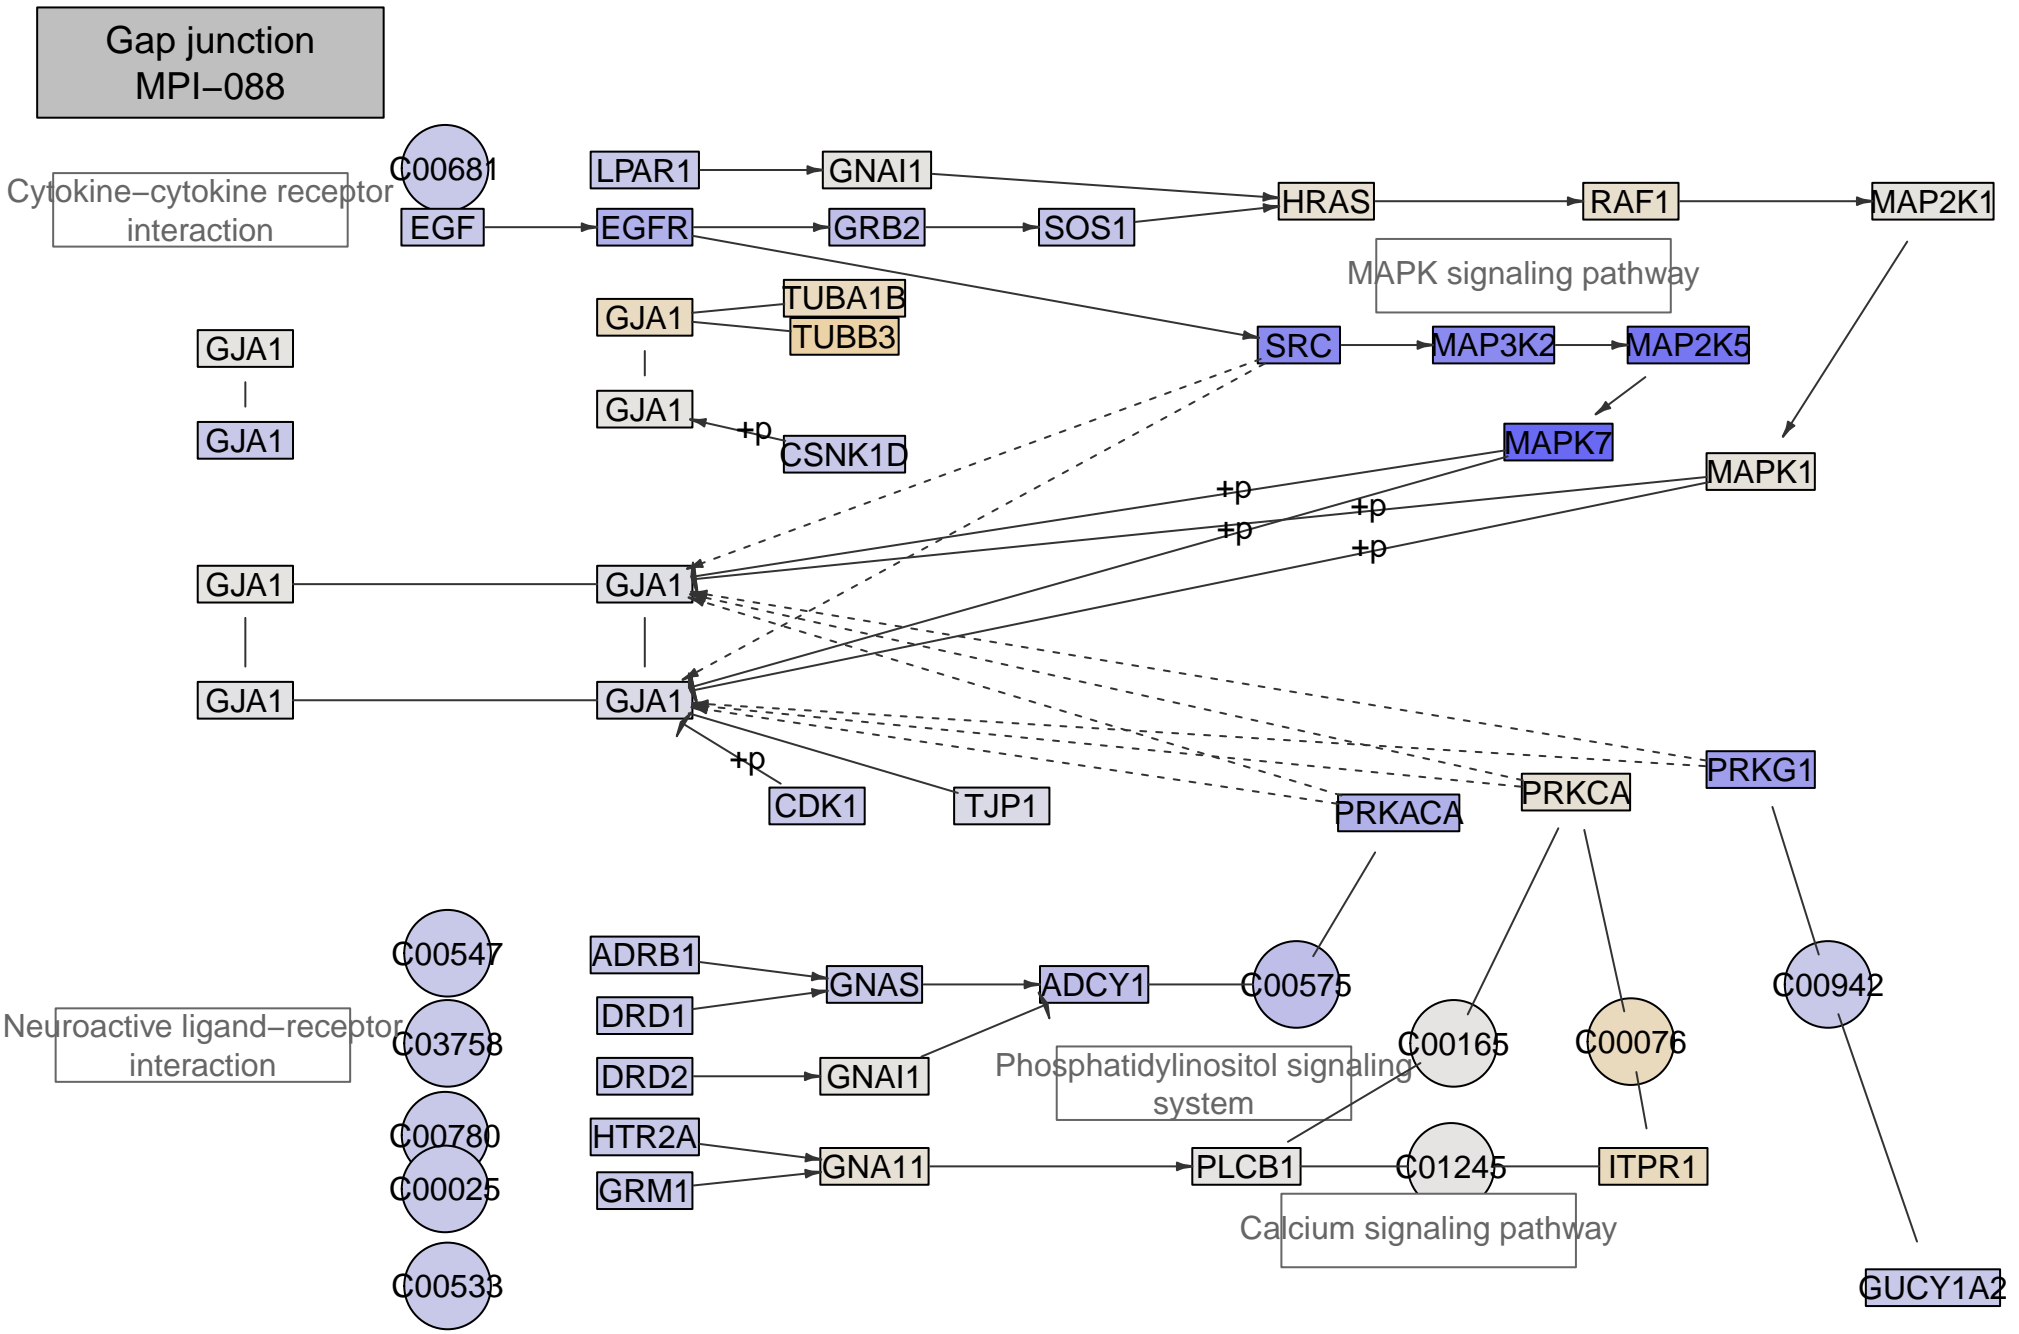 Gap junction
MPI−088
C00681
Cytokine−cytokine receptor
interaction
LPAR1
GNAI1
HRAS
RAF1
MAP2K1
EGF
EGFR
GRB2
SOS1
MAPK signaling pathway
GJA1
TUBA1B
TUBB3
GJA1
SRC
MAP3K2
MAP2K5
GJA1
GJA1
+p
CSNK1D
MAPK7
MAPK1
+p
+p
+p
+p
GJA1
GJA1
GJA1
GJA1
+p
CDK1
TJP1
PRKACA
PRKCA
PRKG1
C00547
ADRB1
GNAS
ADCY1
C00575
C00942
DRD1
Neuroactive ligand−receptor
interaction
C03758
C00165
C00076
DRD2
GNAI1
Phosphatidylinositol signaling
system
C00780
HTR2A
GNA11
PLCB1
C01245
ITPR1
C00025
GRM1
Calcium signaling pathway
C00533
GUCY1A2